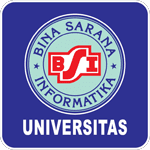 BINA SARANA
BSI
INFORMATIKA
UNIVERSITAS